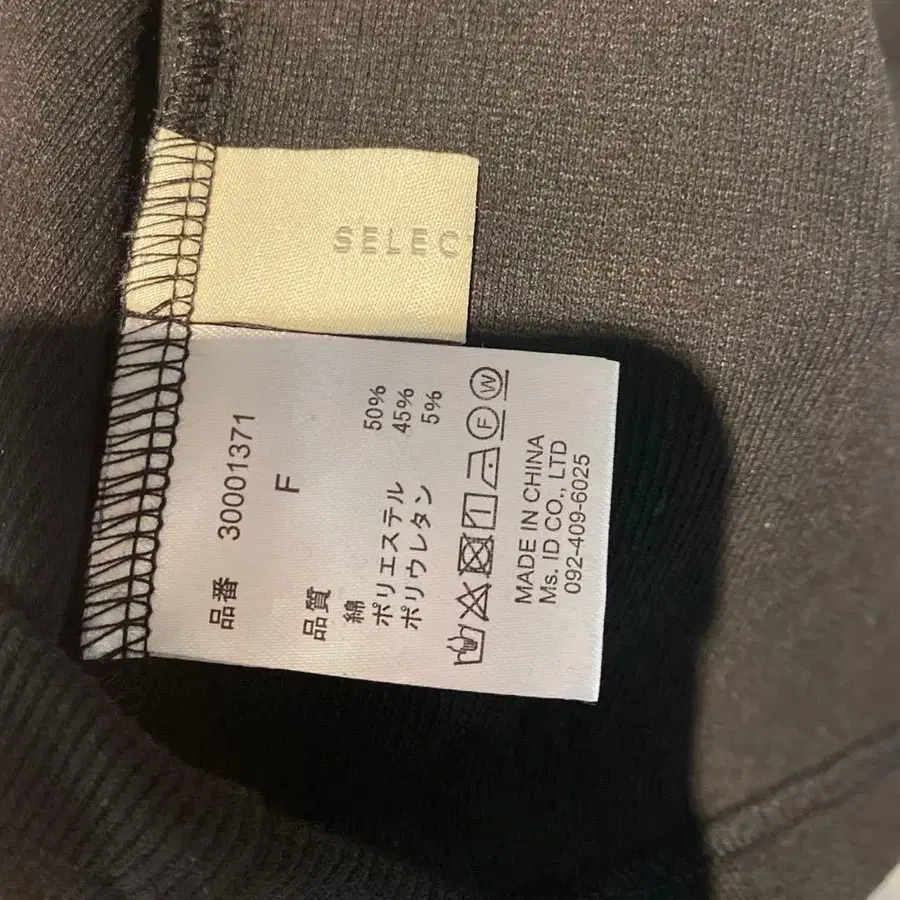 SELEC
品番 30001371
F
品質
綿 50%
ポリエステル 45%
ポリウレタン 5%
F W
MADE IN CHINA
Ms. ID CO., LTD
092-409-6025